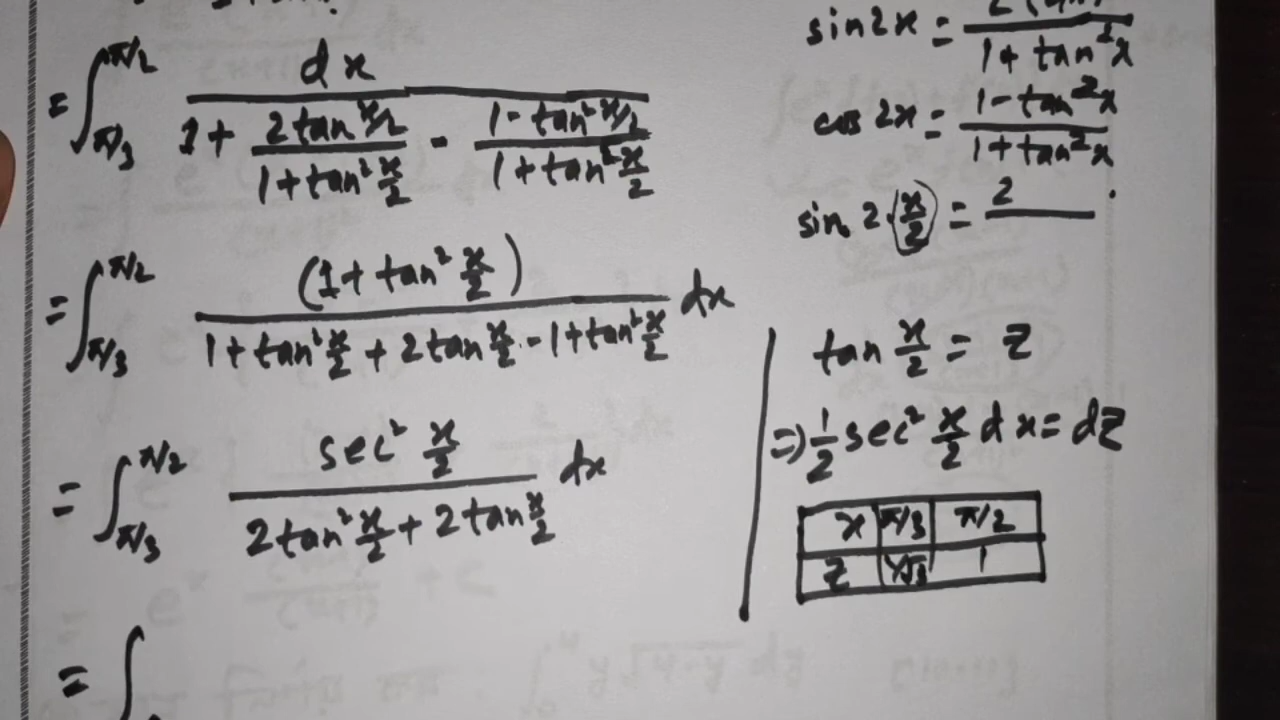 = ∫_{π/3}^{π/2} dx / (1 + (2tan x/2)/(1+tan² x/2) - (1-tan² x/2)/(1+tan² x/2))
= ∫_{π/3}^{π/2} (1+tan² x/2) / (1+tan² x/2 + 2tan x/2 - 1+tan² x/2) dx
= ∫_{π/3}^{π/2} sec² x/2 / (2tan² x/2 + 2tan x/2) dx
= ∫
sin2x = / (1+tan²x)
cos 2x = (1-tan²x)/(1+tan²x)
sin 2·(x/2) = 2/
tan x/2 = z
⇒ 1/2 sec² x/2 dx = dz
x π/3 π/2
z 1/√3 1